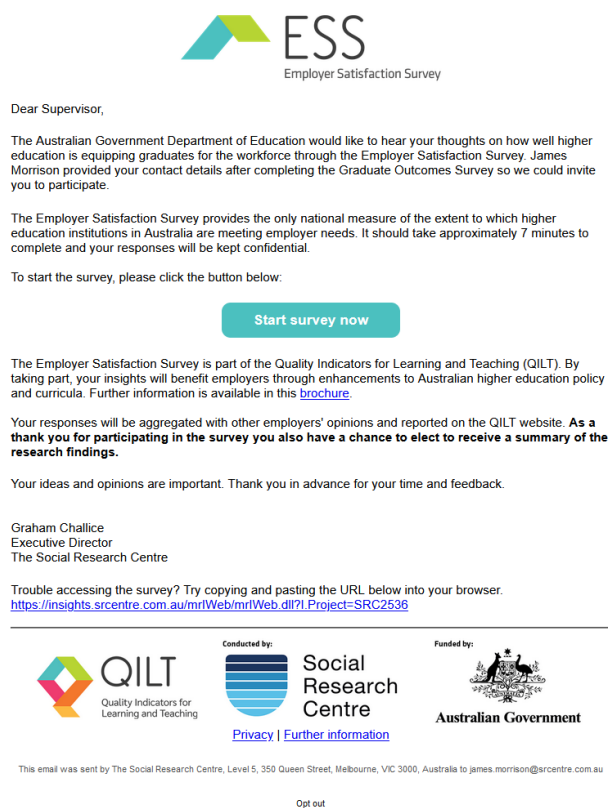 ESS
Employer Satisfaction Survey
Dear Supervisor,
The Australian Government Department of Education would like to hear your thoughts on how well higher
education is equipping graduates for the workforce through the Employer Satisfaction Survey. James
Morrison provided your contact details after completing the Graduate Outcomes Survey so we could invite
you to participate.
The Employer Satisfaction Survey provides the only national measure of the extent to which higher
education institutions in Australia are meeting employer needs. It should take approximately 7 minutes to
complete and your responses will be kept confidential.
To start the survey, please click the button below:
Start survey now
The Employer Satisfaction Survey is part of the Quality Indicators for Learning and Teaching (QILT). By
taking part, your insights will benefit employers through enhancements to Australian higher education policy
and curricula. Further information is available in this brochure.
Your responses will be aggregated with other employers' opinions and reported on the QILT website. As a
thank you for participating in the survey you also have a chance to elect to receive a summary of the
research findings.
Your ideas and opinions are important. Thank you in advance for your time and feedback.
Graham Challice
Executive Director
The Social Research Centre
Trouble accessing the survey? Try copying and pasting the URL below into your browser.
https://insights.srcentre.com.au/mrIWeb/mrIWeb.dll?I.Project=SRC2536
QILT
Quality Indicators for
Learning and Teaching
Conducted by:
Social
Research
Centre
Funded by:
Australian Government
Privacy | Further information
This email was sent by The Social Research Centre, Level 5, 350 Queen Street, Melbourne, VIC 3000, Australia to james.morrison@srcentre.com.au
Opt out